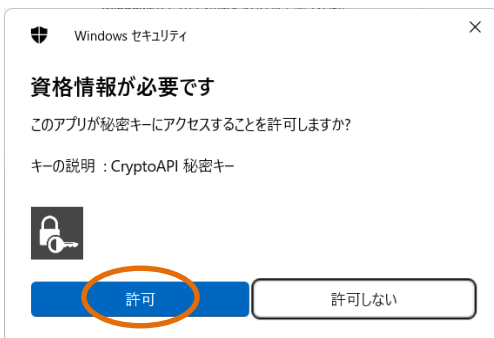 Windows セキュリティ
資格情報が必要です
このアプリが秘密キーにアクセスすることを許可しますか?
キーの説明 : CryptoAPI 秘密キー
許可
許可しない